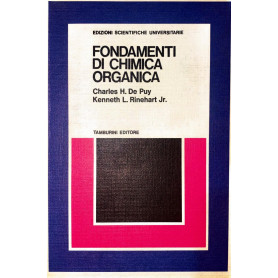 EDIZIONI SCIENTIFICHE UNIVERSITARIE
FONDAMENTI
DI CHIMICA
ORGANICA
Charles H. De Puy
Kenneth L. Rinehart Jr.
TAMBURINI EDITORE